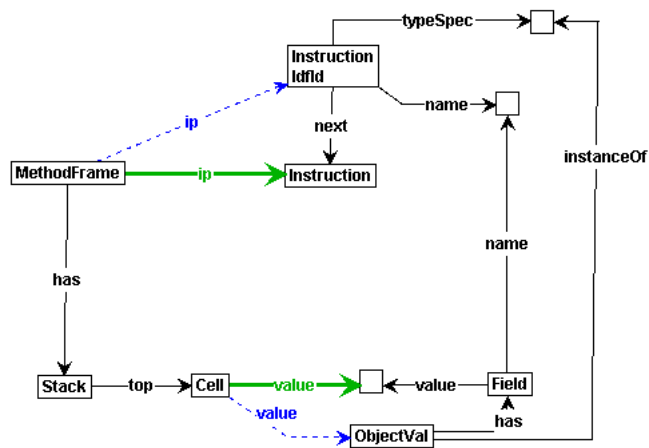 typeSpec
Instruction
ldfld
name
ip
next
instanceOf
MethodFrame
ip
Instruction
name
has
Stack
top
Cell
value
value
Field
value
has
ObjectVal